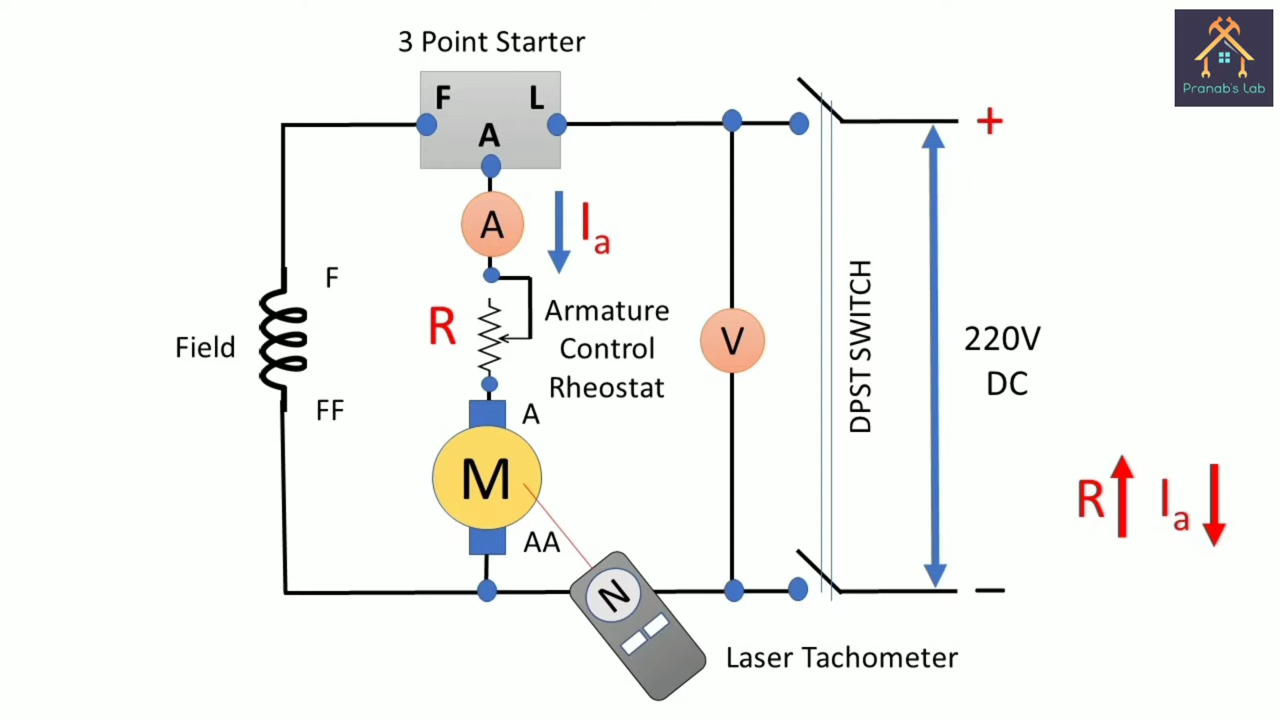 3 Point Starter
Pranab's Lab
F
L
A
+
A
Iₐ
F
R
Armature
Control
Rheostat
Field
V
DPST SWITCH
220V
DC
FF
A
M
R
Iₐ
AA
N
−
Laser Tachometer